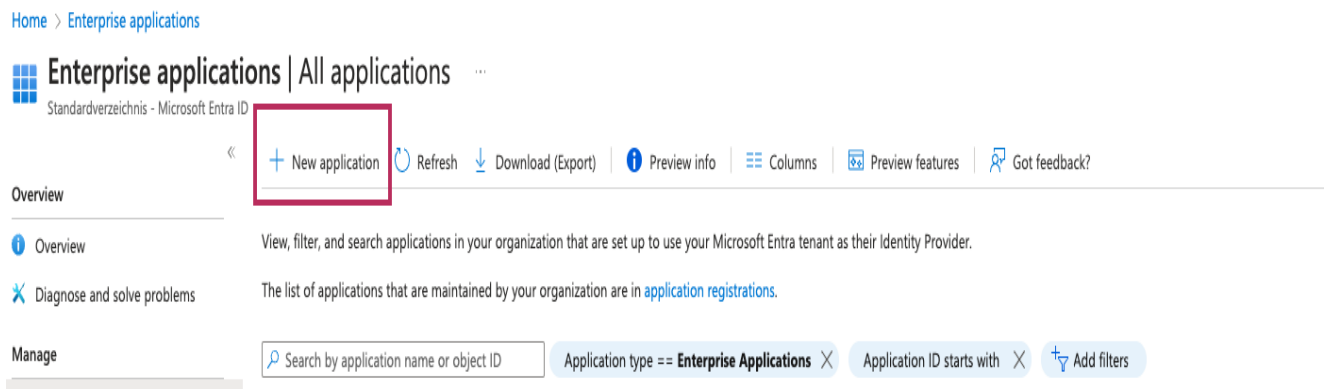 Home > Enterprise applications
Enterprise applications | All applications ...
Standardverzeichnis - Microsoft Entra ID
«
+ New application Refresh Download (Export) Preview info Columns Preview features Got feedback?
Overview
Overview
View, filter, and search applications in your organization that are set up to use your Microsoft Entra tenant as their Identity Provider.
Diagnose and solve problems
The list of applications that are maintained by your organization are in application registrations.
Manage
Search by application name or object ID Application type == Enterprise Applications X Application ID starts with X Add filters